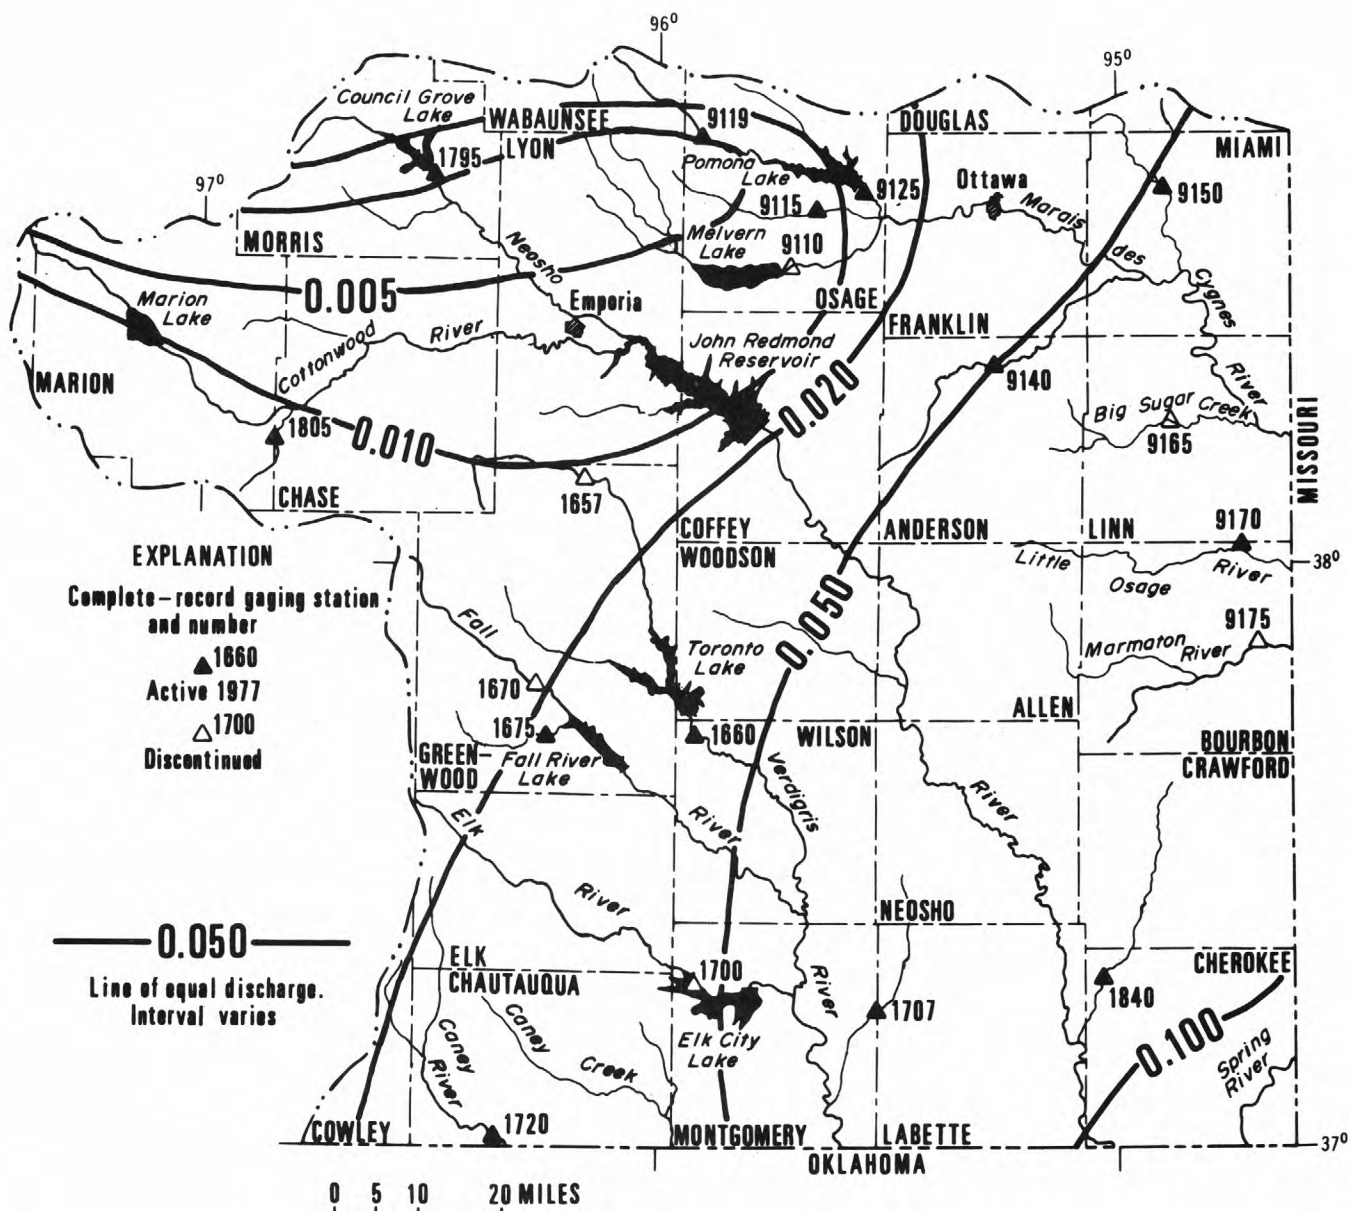 96⁰
95⁰
97⁰
Council Grove
Lake
WABAUNSEE
9119
DOUGLAS
MIAMI
1795
LYON
Pomona
Lake
9125
Ottawa
9150
9115
Marais
des
Cygnes
River
MORRIS
Neosho
Melvern
Lake
9110
0.005
OSAGE
Marion
Lake
Emporia
FRANKLIN
Cottonwood
River
John Redmond
Reservoir
MARION
0.020
9140
Big Sugar Creek
9165
MISSOURI
1805
0.010
CHASE
1657
COFFEY
WOODSON
ANDERSON
LINN
9170
Little
Osage
River
38⁰
EXPLANATION
Complete-record gaging station
and number
1660
Active 1977
1700
Discontinued
Fall
0.050
9175
Marmaton
River
Toronto
Lake
1670
1675
1660
ALLEN
WILSON
BOURBON
CRAWFORD
GREEN-
WOOD
Fall River
Lake
Verdigris
River
Elk
River
River
River
NEOSHO
0.050
Line of equal discharge.
Interval varies
ELK
CHAUTAUQUA
1700
CHEROKEE
1840
1707
Elk City
Lake
Caney
River
Caney
Creek
0.100
Spring
River
1720
COWLEY
MONTGOMERY
LABETTE
37⁰
OKLAHOMA
0 5 10 20 MILES